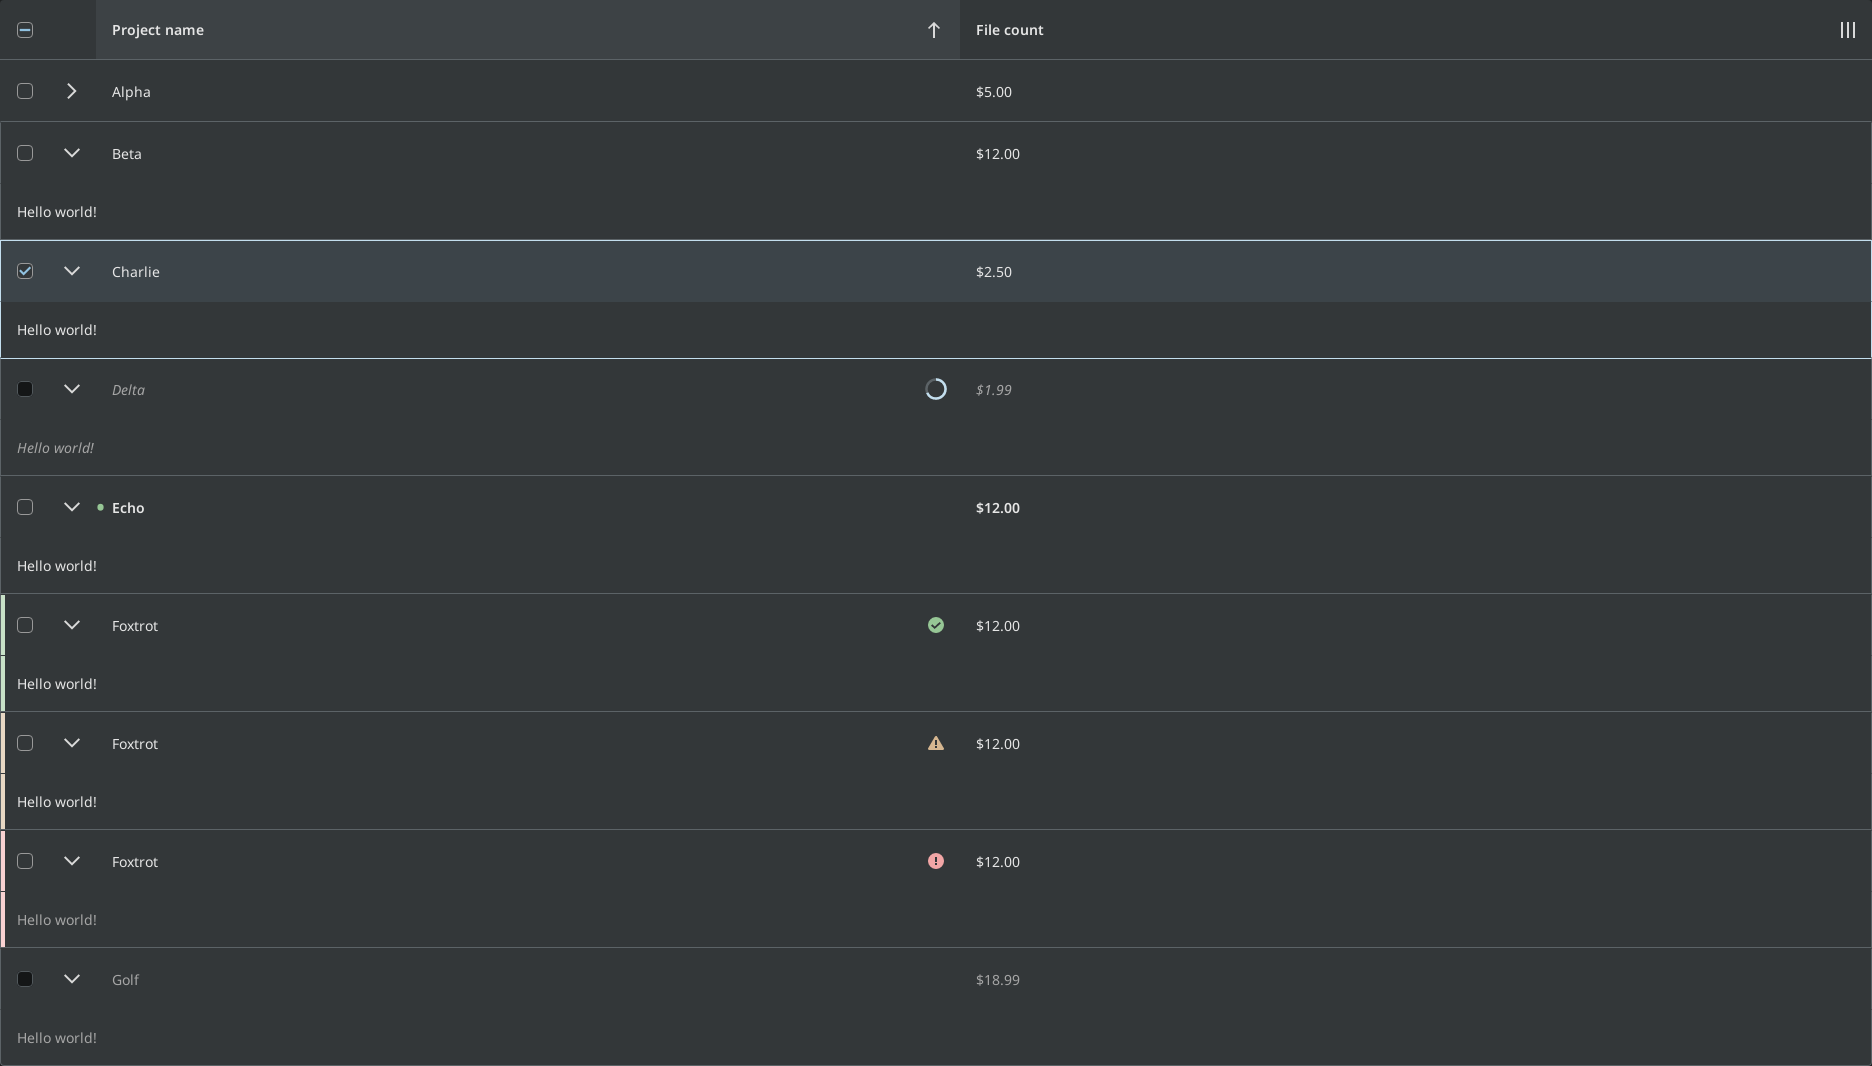 Project name File count
Alpha $5.00
Beta $12.00
Hello world!
Charlie $2.50
Hello world!
Delta $1.99
Hello world!
Echo $12.00
Hello world!
Foxtrot $12.00
Hello world!
Foxtrot $12.00
Hello world!
Foxtrot $12.00
Hello world!
Golf $18.99
Hello world!